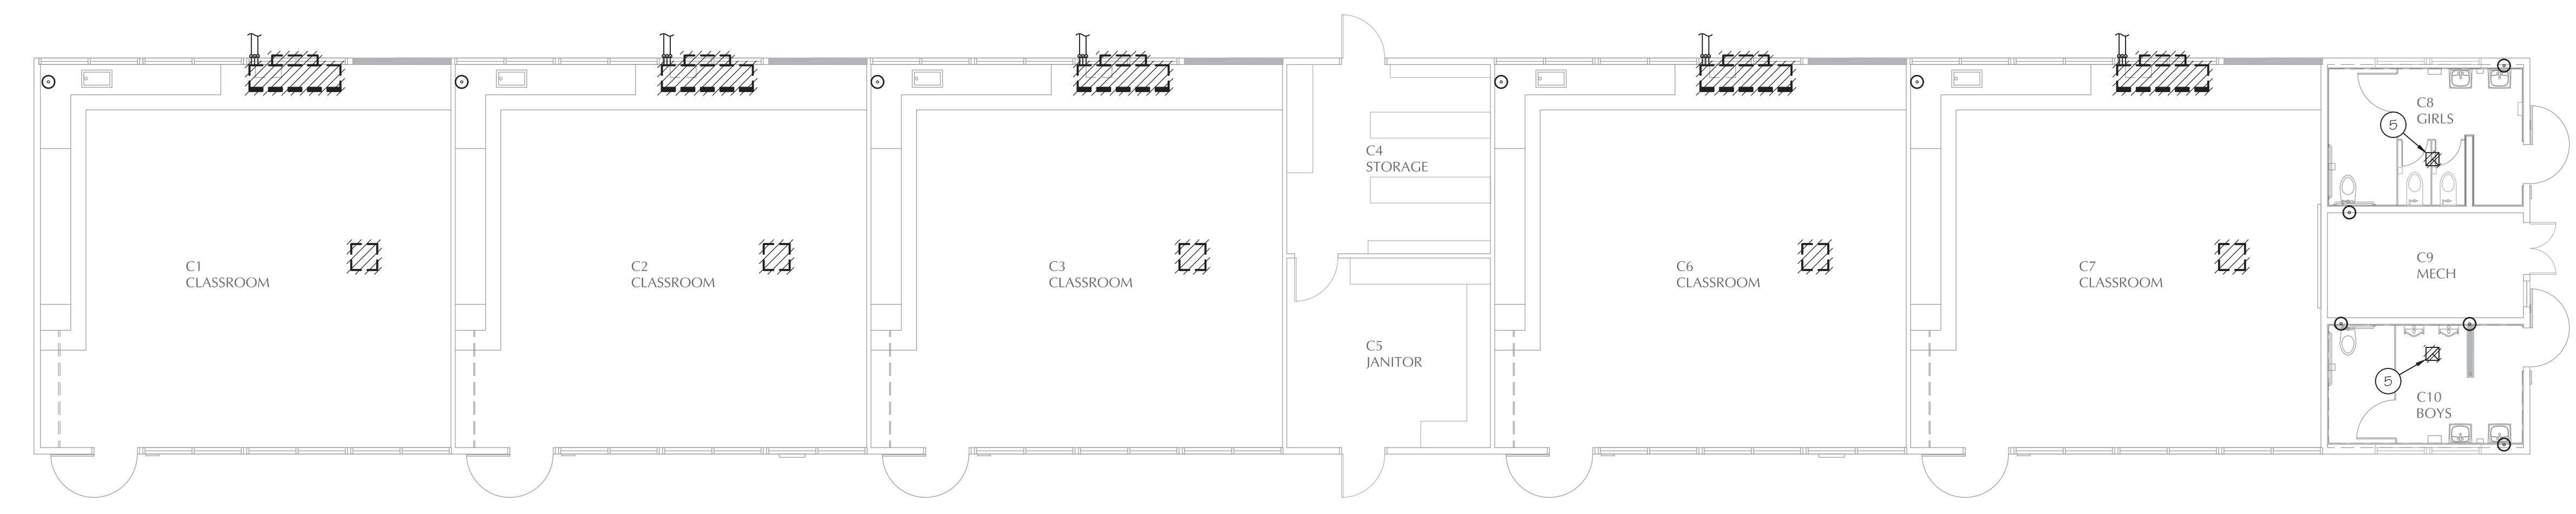 C1
CLASSROOM
C2
CLASSROOM
C3
CLASSROOM
C4
STORAGE
C5
JANITOR
C6
CLASSROOM
C7
CLASSROOM
C8
GIRLS
5
C9
MECH
5
C10
BOYS